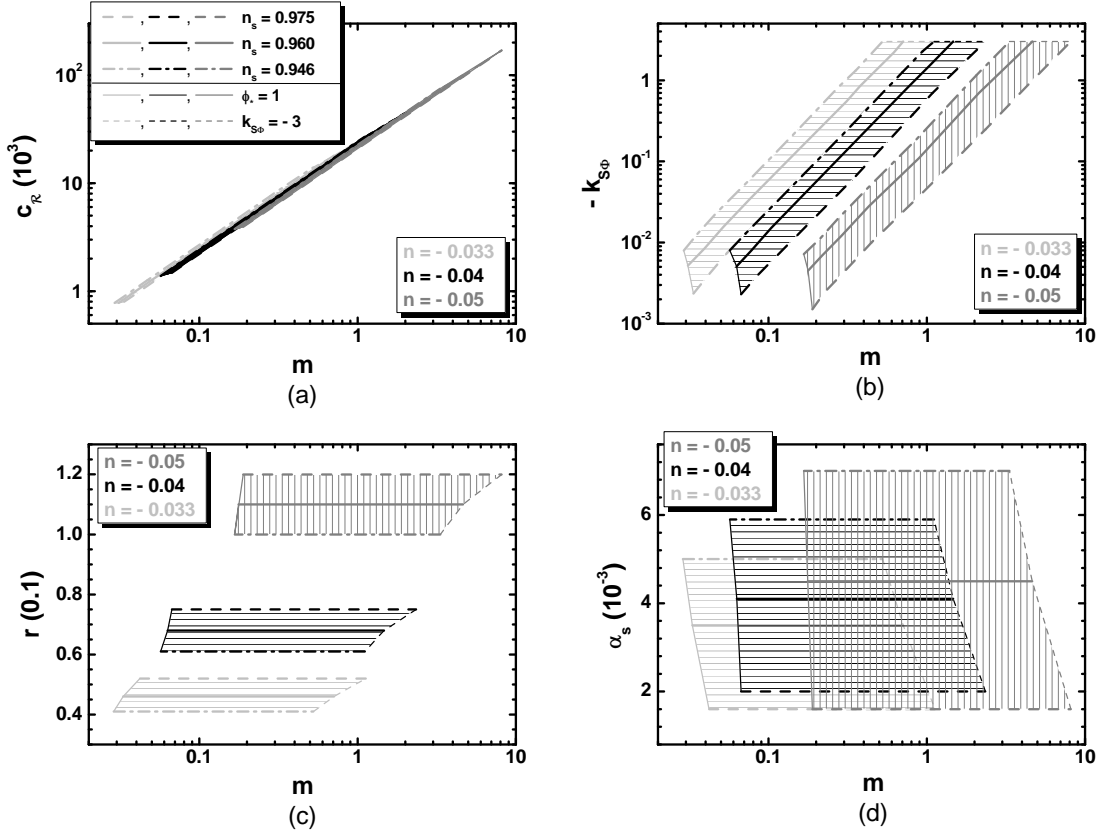 , , n_s = 0.975
, , n_s = 0.960
, , n_s = 0.946
, , ϕ_* = 1
, , k_SΦ = - 3
10^2
10
1
c_ℛ (10^3)
n = - 0.033
n = - 0.04
n = - 0.05
0.1 1 10
m
(a)
1
10^-1
10^-2
10^-3
- k_SΦ
n = - 0.033
n = - 0.04
n = - 0.05
0.1 1 10
m
(b)
n = - 0.05
n = - 0.04
n = - 0.033
1.2
1.0
0.8
0.6
0.4
r (0.1)
0.1 1 10
m
(c)
n = - 0.05
n = - 0.04
n = - 0.033
6
4
2
α_s (10^-3)
0.1 1 10
m
(d)